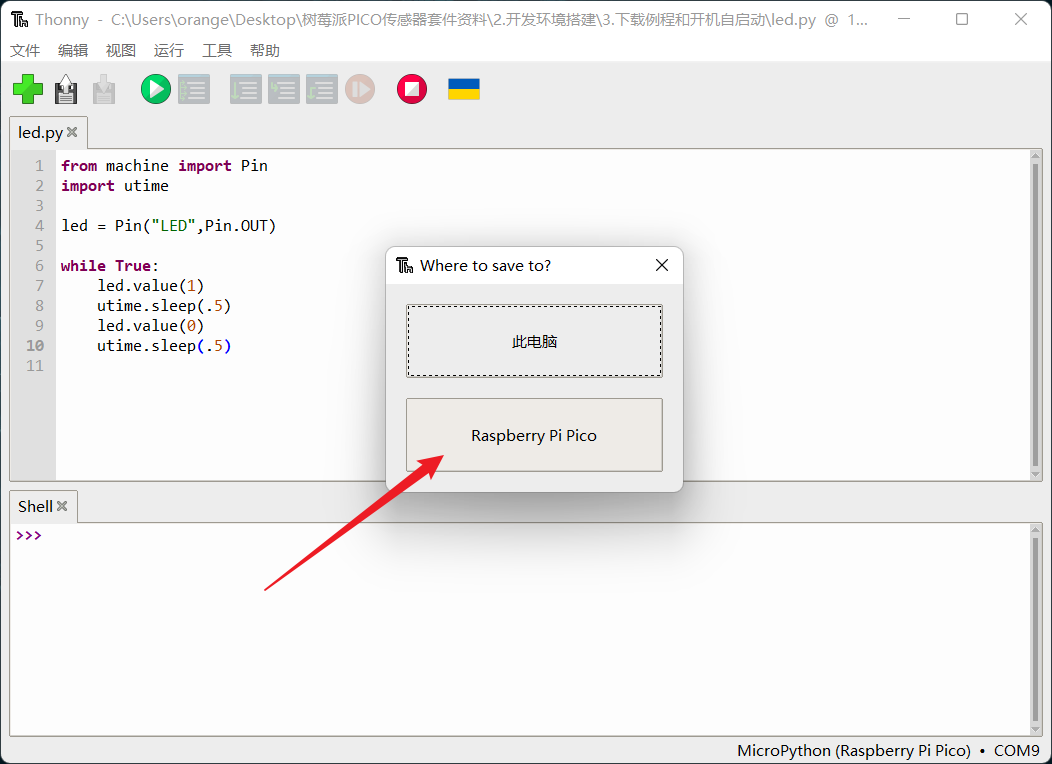 Thonny - C:\Users\orange\Desktop\树莓派PICO传感器套件资料\2.开发环境搭建\3.下载例程和开机自启动\led.py @ 1...
文件 编辑 视图 运行 工具 帮助
led.py
1 from machine import Pin
2 import utime
3
4 led = Pin("LED",Pin.OUT)
5
6 while True:
7     led.value(1)
8     utime.sleep(.5)
9     led.value(0)
10     utime.sleep(.5)
11
Where to save to?
此电脑
Raspberry Pi Pico
Shell
>>>
MicroPython (Raspberry Pi Pico) • COM9